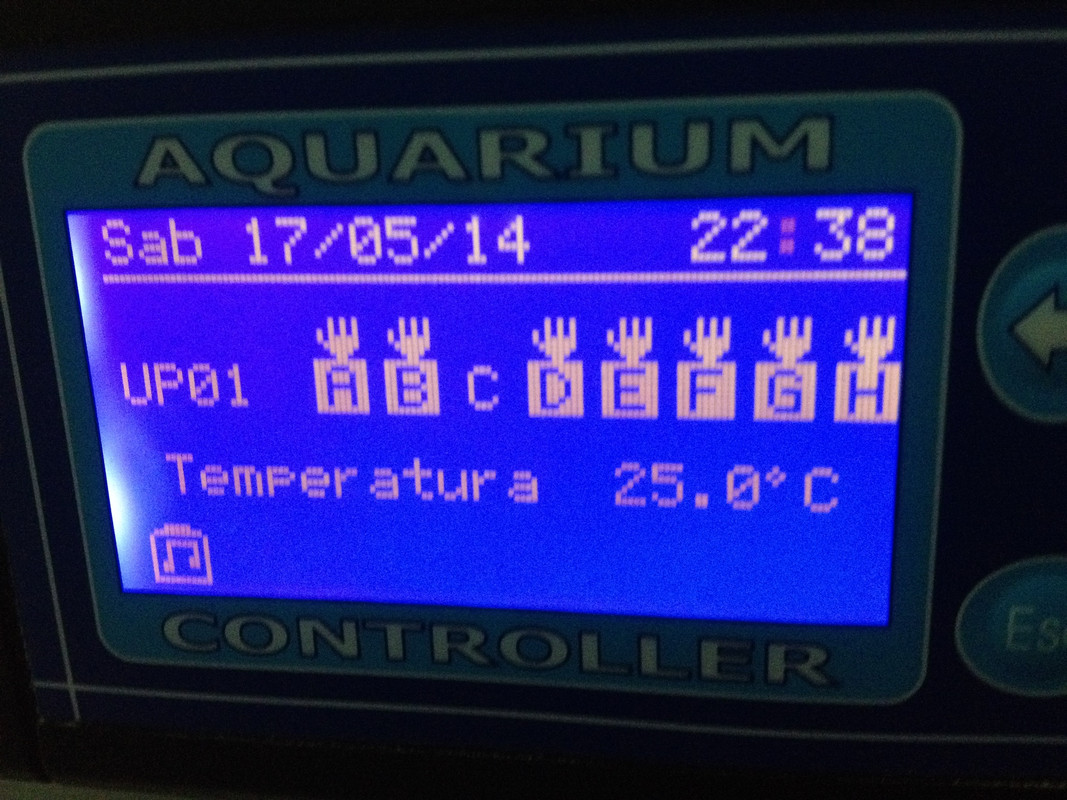 AQUARIUM
Sab 17/05/14 22:38
UP01 A B C D E F G H
Temperatura 25.0°C
CONTROLLER